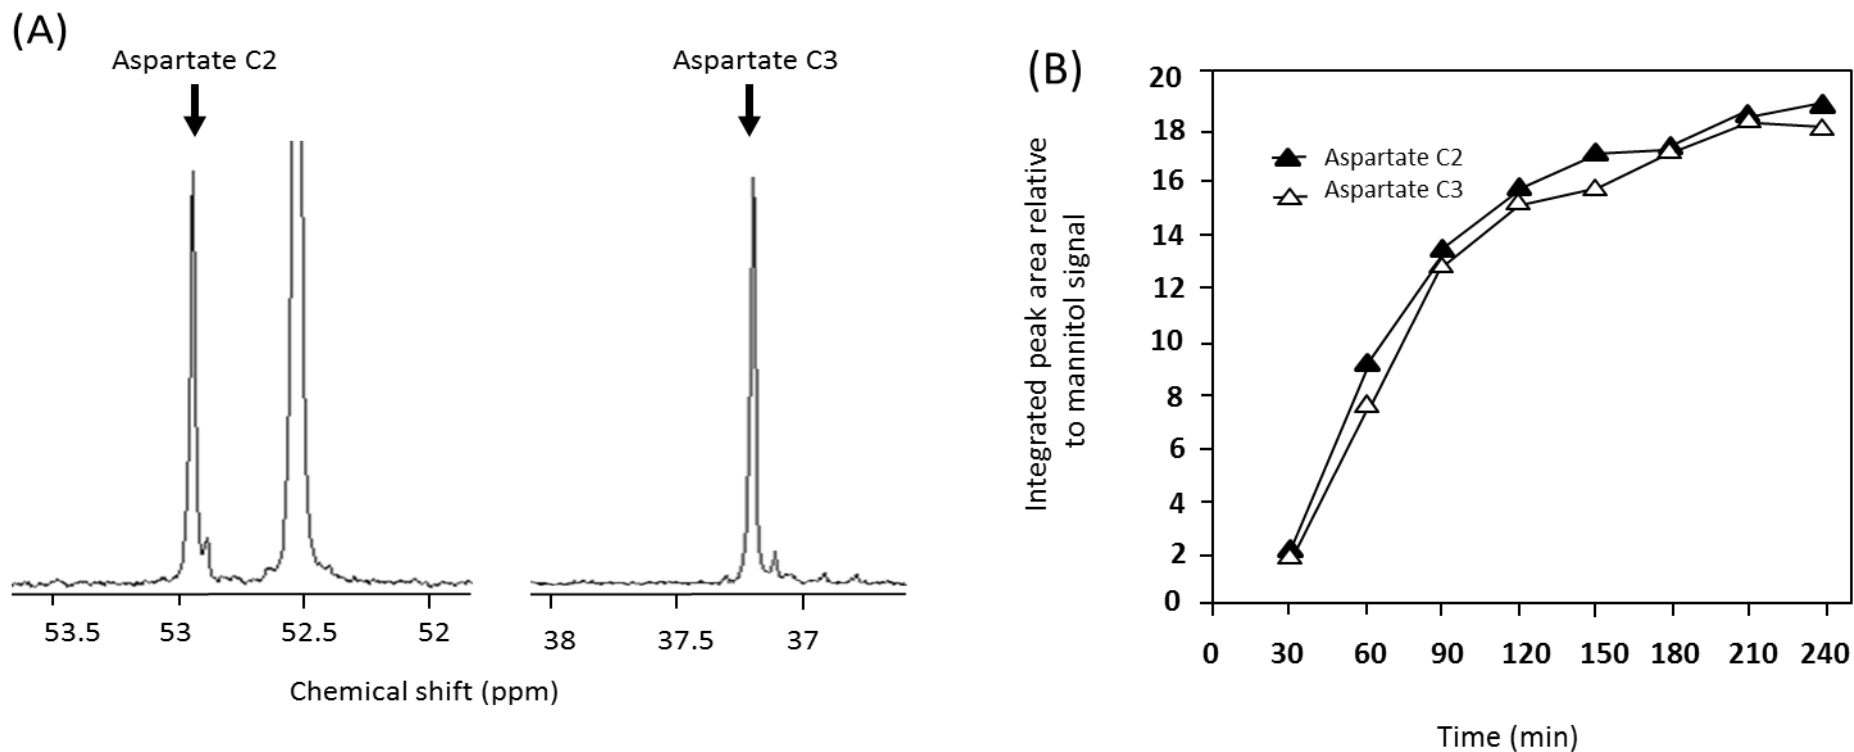 (A)
Aspartate C2
Aspartate C3
53.5
53
52.5
52
38
37.5
37
Chemical shift (ppm)
(B)
Integrated peak area relative
to mannitol signal
20
18
16
14
12
10
8
6
4
2
0
Aspartate C2
Aspartate C3
0 30 60 90 120 150 180 210 240
Time (min)